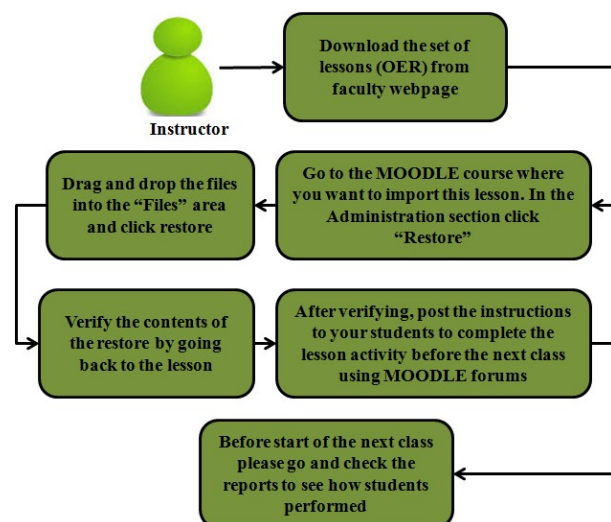 Instructor
Download the set of
lessons (OER) from
faculty webpage
Go to the MOODLE course where
you want to import this lesson. In the
Administration section click
“Restore”
Drag and drop the files
into the “Files” area
and click restore
Verify the contents of
the restore by going
back to the lesson
After verifying, post the instructions
to your students to complete the
lesson activity before the next class
using MOODLE forums
Before start of the next class
please go and check the
reports to see how students
performed